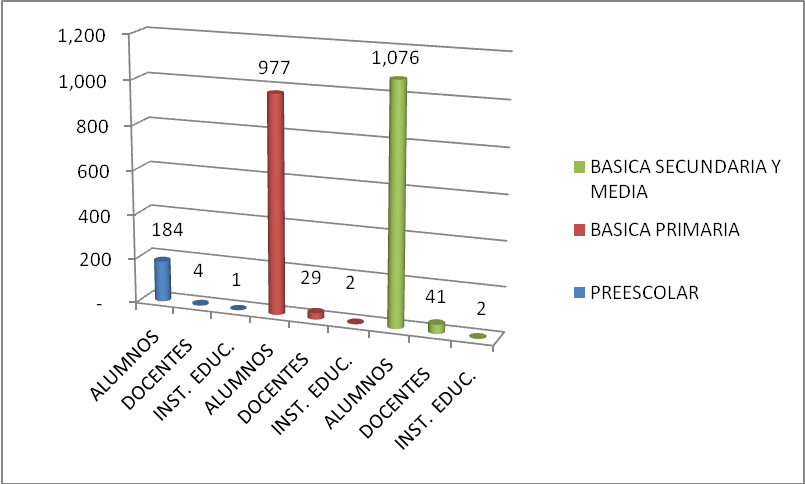 1,200
1,000
800
600
400
200
-
184
4
1
977
29
2
1,076
41
2
ALUMNOS
DOCENTES
INST. EDUC.
ALUMNOS
DOCENTES
INST. EDUC.
ALUMNOS
DOCENTES
INST. EDUC.
BASICA SECUNDARIA Y
MEDIA
BASICA PRIMARIA
PREESCOLAR